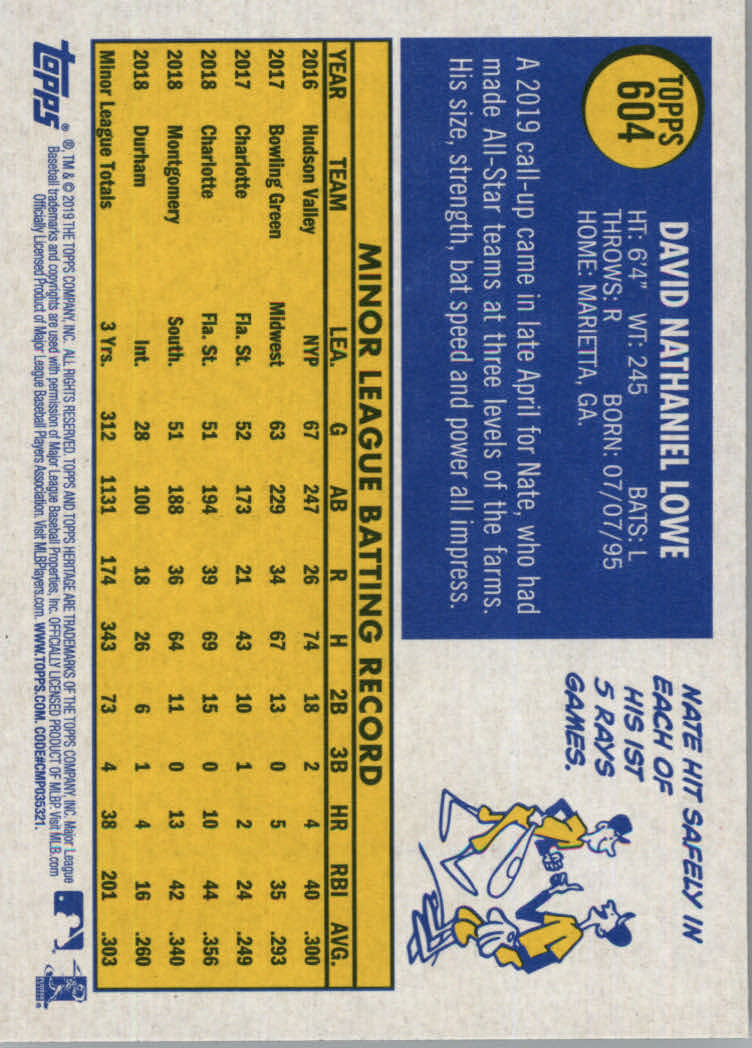 TOPPS
604
DAVID NATHANIEL LOWE
HT: 6'4" WT: 245 BATS: L
THROWS: R BORN: 07/07/95
HOME: MARIETTA, GA.
A 2019 call-up came in late April for Nate, who had
made All-Star teams at three levels of the farms.
His size, strength, bat speed and power all impress.
NATE HIT SAFELY IN
EACH OF
HIS 1ST
5 RAYS
GAMES.
MINOR LEAGUE BATTING RECORD
YEAR TEAM LEA. G AB R H 2B 3B HR RBI AVG.
2016 Hudson Valley NYP 67 247 26 74 18 2 4 40 .300
2017 Bowling Green Midwest 63 229 34 67 13 0 5 35 .293
2017 Charlotte Fla. St. 52 173 21 43 10 1 2 24 .249
2018 Charlotte Fla. St. 51 194 39 69 15 0 10 44 .356
2018 Montgomery South. 51 188 36 64 11 0 13 42 .340
2018 Durham Int. 28 100 18 26 6 1 4 16 .260
Minor League Totals 3 Yrs. 312 1131 174 343 73 4 38 201 .303
topps®
®, TM & © 2019 THE TOPPS COMPANY, INC. ALL RIGHTS RESERVED. TOPPS AND TOPPS HERITAGE ARE TRADEMARKS OF THE TOPPS COMPANY, INC. Major League
Baseball trademarks and copyrights are used with permission of Major League Baseball Properties, Inc. OFFICIALLY LICENSED PRODUCT OF MLBP. Visit MLB.com
Officially Licensed Product of Major League Baseball Players Association. Visit MLBPlayers.com. WWW.TOPPS.COM. CODE#CMP035321.